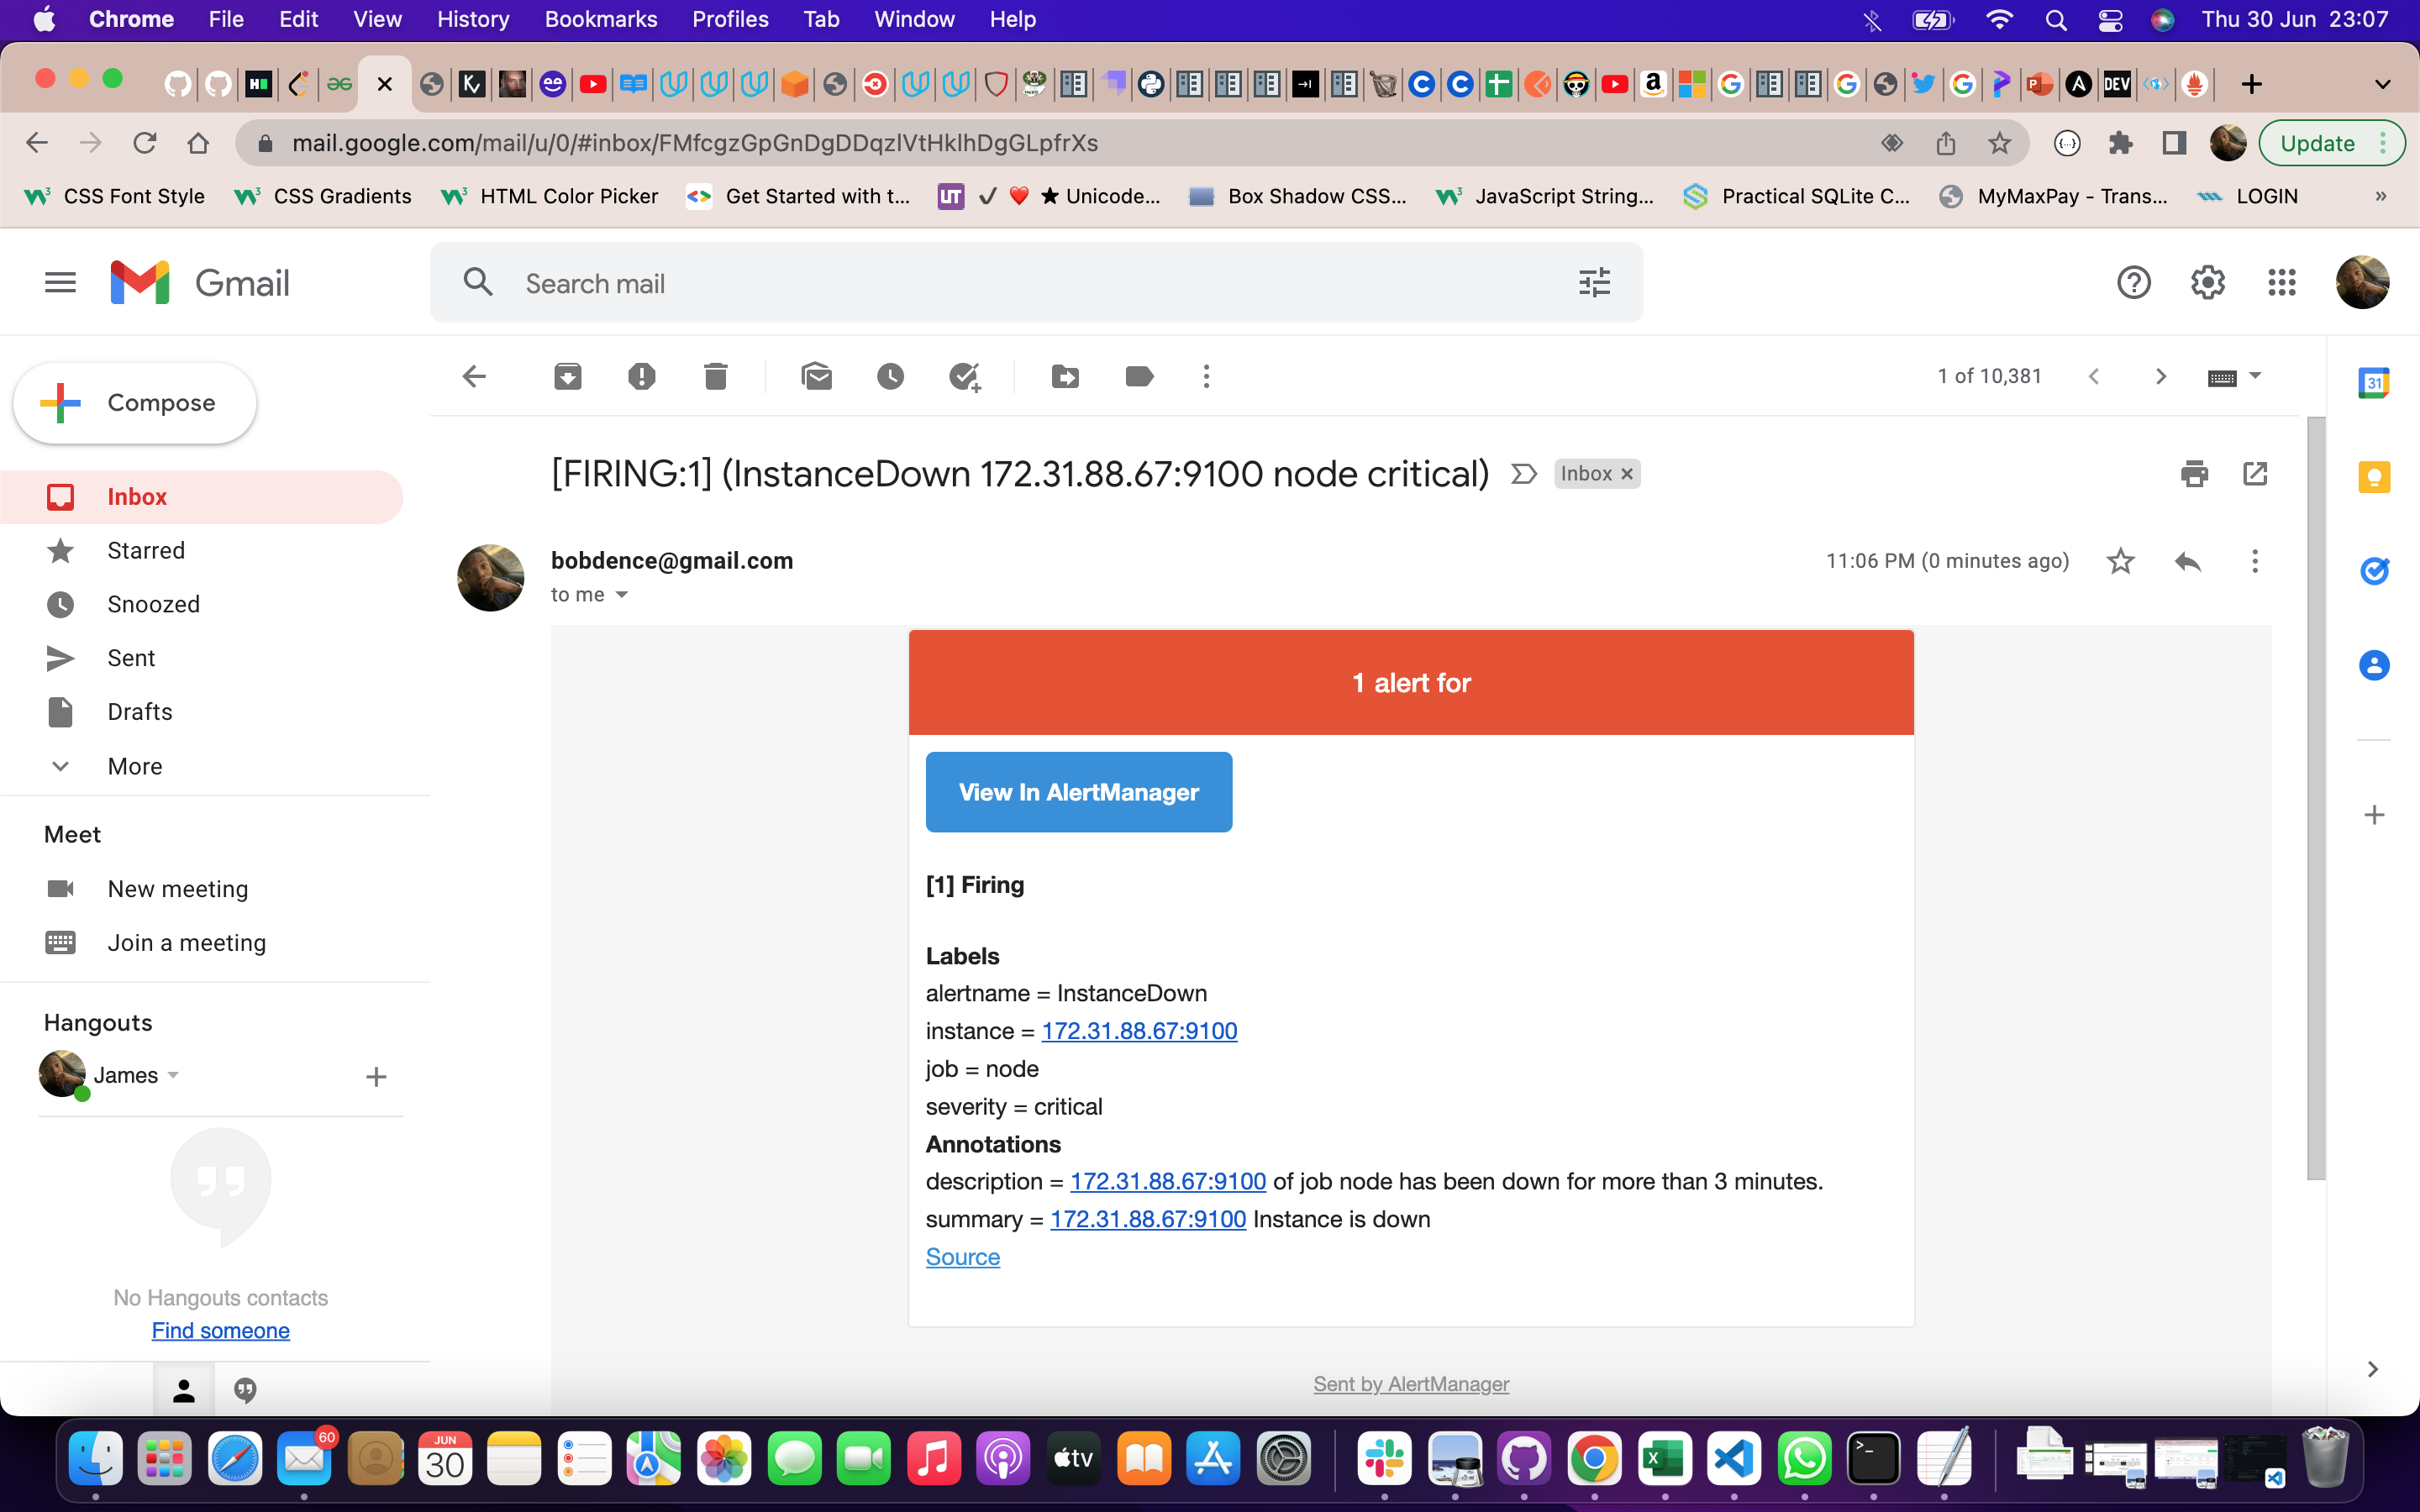 Chrome File Edit View History Bookmarks Profiles Tab Window Help Thu 30 Jun 23:07
mail.google.com/mail/u/0/#inbox/FMfcgzGpGnDgDDqzlVtHklhDgGLpfrXs Update
CSS Font Style CSS Gradients HTML Color Picker Get Started with t... UT ✓ ❤️ ★ Unicode... Box Shadow CSS... JavaScript String... Practical SQLite C... MyMaxPay - Trans... LOGIN »
Gmail
Search mail
Compose
1 of 10,381
Inbox
Starred
Snoozed
Sent
Drafts
More
Meet
New meeting
Join a meeting
Hangouts
James
No Hangouts contacts
Find someone
[FIRING:1] (InstanceDown 172.31.88.67:9100 node critical) Inbox ×
bobdence@gmail.com
11:06 PM (0 minutes ago)
to me
1 alert for
View In AlertManager
[1] Firing
Labels
alertname = InstanceDown
instance = 172.31.88.67:9100
job = node
severity = critical
Annotations
description = 172.31.88.67:9100 of job node has been down for more than 3 minutes.
summary = 172.31.88.67:9100 Instance is down
Source
Sent by AlertManager
31
60
JUN
30
tv